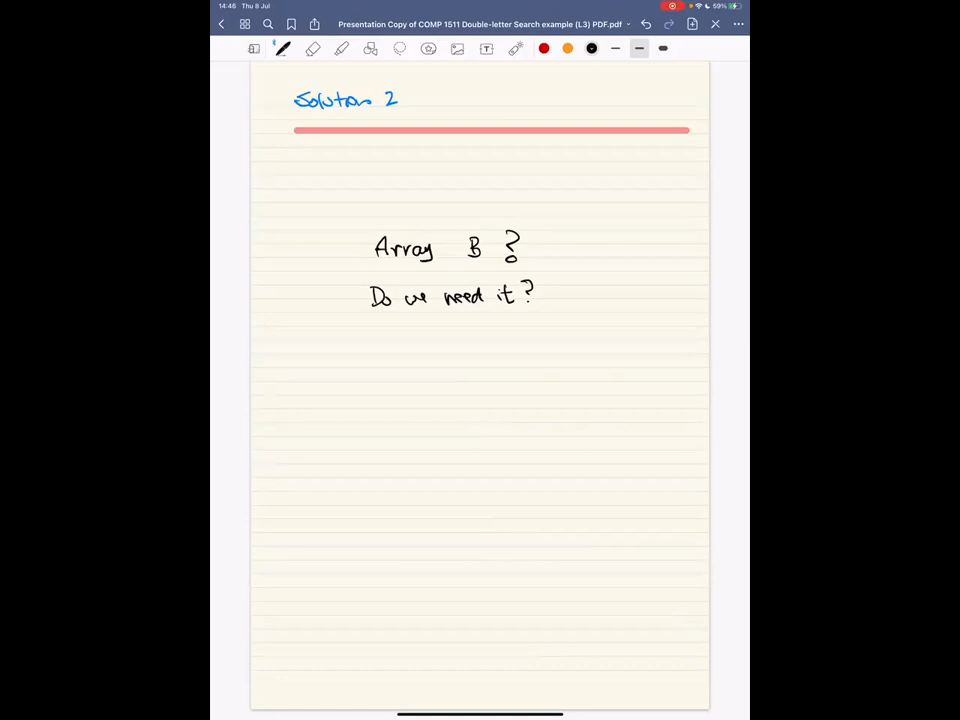 14:46 Thu 8 Jul 59%
Presentation Copy of COMP 1511 Double-letter Search example (L3) PDF.pdf
Solution 2
Array B ?
Do we need it?